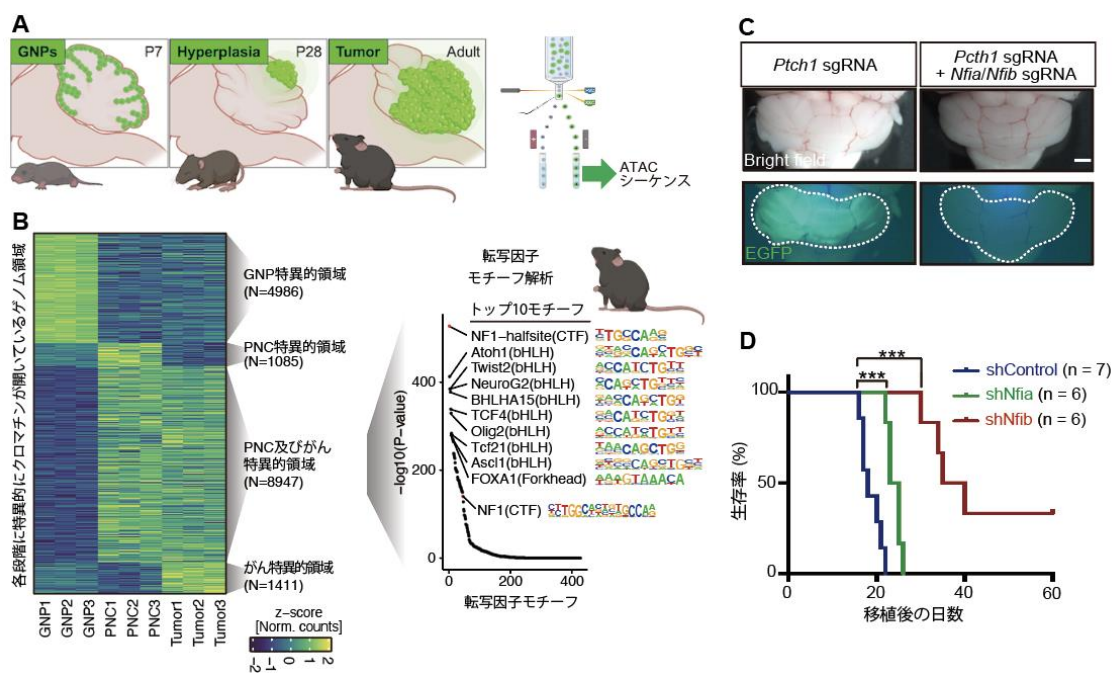 A
GNPs
P7
Hyperplasia
P28
Tumor
Adult
ATAC
シーケンス
B
各段階に特異的にクロマチンが開いているゲノム領域
GNP特異的領域
(N=4986)
PNC特異的領域
(N=1085)
PNC及びがん
特異的領域
(N=8947)
がん特異的領域
(N=1411)
GNP1
GNP2
GNP3
PNC1
PNC2
PNC3
Tumor1
Tumor2
Tumor3
z-score
[Norm. counts]
-2
-1
0
1
2
転写因子
モチーフ解析
トップ10モチーフ
NF1-halfsite(CTF)
Atoh1(bHLH)
Twist2(bHLH)
NeuroG2(bHLH)
BHLHA15(bHLH)
TCF4(bHLH)
Olig2(bHLH)
Tcf21(bHLH)
Ascl1(bHLH)
FOXA1(Forkhead)
NF1(CTF)
-log10(P-value)
400
200
0
0
200
400
転写因子モチーフ
C
Ptch1 sgRNA
Pcth1 sgRNA
+ Nfia/Nfib sgRNA
Bright field
EGFP
D
***
***
shControl (n = 7)
shNfia (n = 6)
shNfib (n = 6)
生存率 (%)
100
50
0
0
20
40
60
移植後の日数